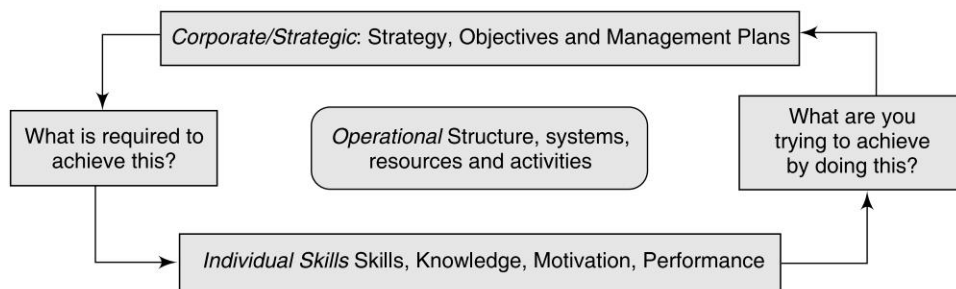 Corporate/Strategic: Strategy, Objectives and Management Plans
What is required to
achieve this?
Operational Structure, systems,
resources and activities
What are you
trying to achieve
by doing this?
Individual Skills Skills, Knowledge, Motivation, Performance